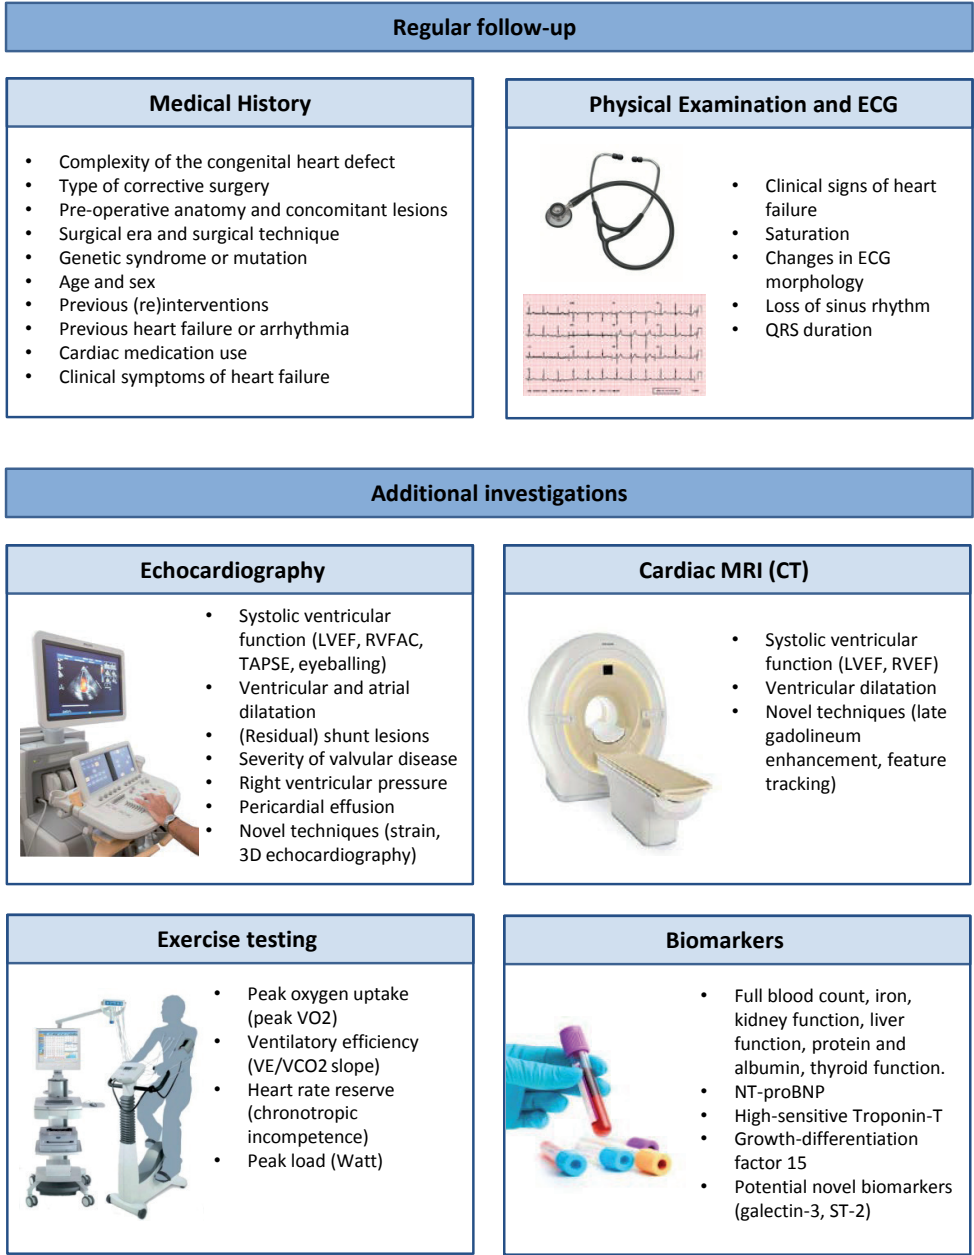 Regular follow-up
Medical History
• Complexity of the congenital heart defect
• Type of corrective surgery
• Pre-operative anatomy and concomitant lesions
• Surgical era and surgical technique
• Genetic syndrome or mutation
• Age and sex
• Previous (re)interventions
• Previous heart failure or arrhythmia
• Cardiac medication use
• Clinical symptoms of heart failure
Physical Examination and ECG
• Clinical signs of heart
failure
• Saturation
• Changes in ECG
morphology
• Loss of sinus rhythm
• QRS duration
Additional investigations
Echocardiography
• Systolic ventricular
function (LVEF, RVFAC,
TAPSE, eyeballing)
• Ventricular and atrial
dilatation
• (Residual) shunt lesions
• Severity of valvular disease
• Right ventricular pressure
• Pericardial effusion
• Novel techniques (strain,
3D echocardiography)
Cardiac MRI (CT)
• Systolic ventricular
function (LVEF, RVEF)
• Ventricular dilatation
• Novel techniques (late
gadolineum
enhancement, feature
tracking)
Exercise testing
• Peak oxygen uptake
(peak VO2)
• Ventilatory efficiency
(VE/VCO2 slope)
• Heart rate reserve
(chronotropic
incompetence)
• Peak load (Watt)
Biomarkers
• Full blood count, iron,
kidney function, liver
function, protein and
albumin, thyroid function.
• NT-proBNP
• High-sensitive Troponin-T
• Growth-differentiation
factor 15
• Potential novel biomarkers
(galectin-3, ST-2)